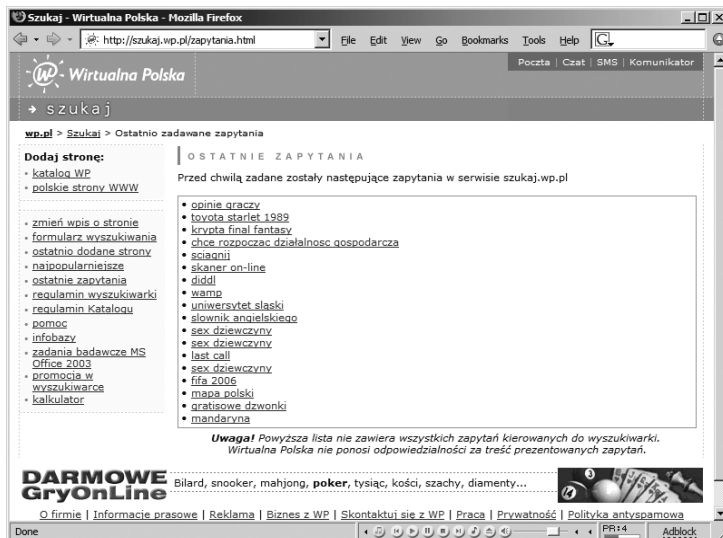 Szukaj - Wirtualna Polska - Mozilla Firefox
http://szukaj.wp.pl/zapytania.html File Edit View Go Bookmarks Tools Help G
Poczta | Czat | SMS | Komunikator
WP Wirtualna Polska
szukaj
wp.pl > Szukaj > Ostatnio zadawane zapytania
Dodaj stronę:
katalog WP
polskie strony WWW
zmień wpis o stronie
formularz wyszukiwania
ostatnio dodane strony
najpopularniejsze
ostatnie zapytania
regulamin wyszukiwarki
regulamin Katalogu
pomoc
infobazy
zadania badawcze MS
Office 2003
promocja w
wyszukiwarce
kalkulator
OSTATNIE ZAPYTANIA
Przed chwilą zadane zostały następujące zapytania w serwisie szukaj.wp.pl
• opinie graczy
• toyota starlet 1989
• krypta final fantasy
• chce rozpoczac działalnosc gospodarcza
• sciagnij
• skaner on-line
• diddl
• wamp
• uniwersytet sląski
• slownik angielskiego
• sex dziewczyny
• sex dziewczyny
• last call
• sex dziewczyny
• fifa 2006
• mapa polski
• gratisowe dzwonki
• mandaryna
Uwaga! Powyższa lista nie zawiera wszystkich zapytań kierowanych do wyszukiwarki.
Wirtualna Polska nie ponosi odpowiedzialności za treść prezentowanych zapytań.
DARMOWE
GryOnLine
Bilard, snooker, mahjong, poker, tysiąc, kości, szachy, diamenty...
O firmie | Informacje prasowe | Reklama | Biznes z WP | Skontaktuj się z WP | Praca | Prywatność | Polityka antyspamowa
Done PR:4 Adblock